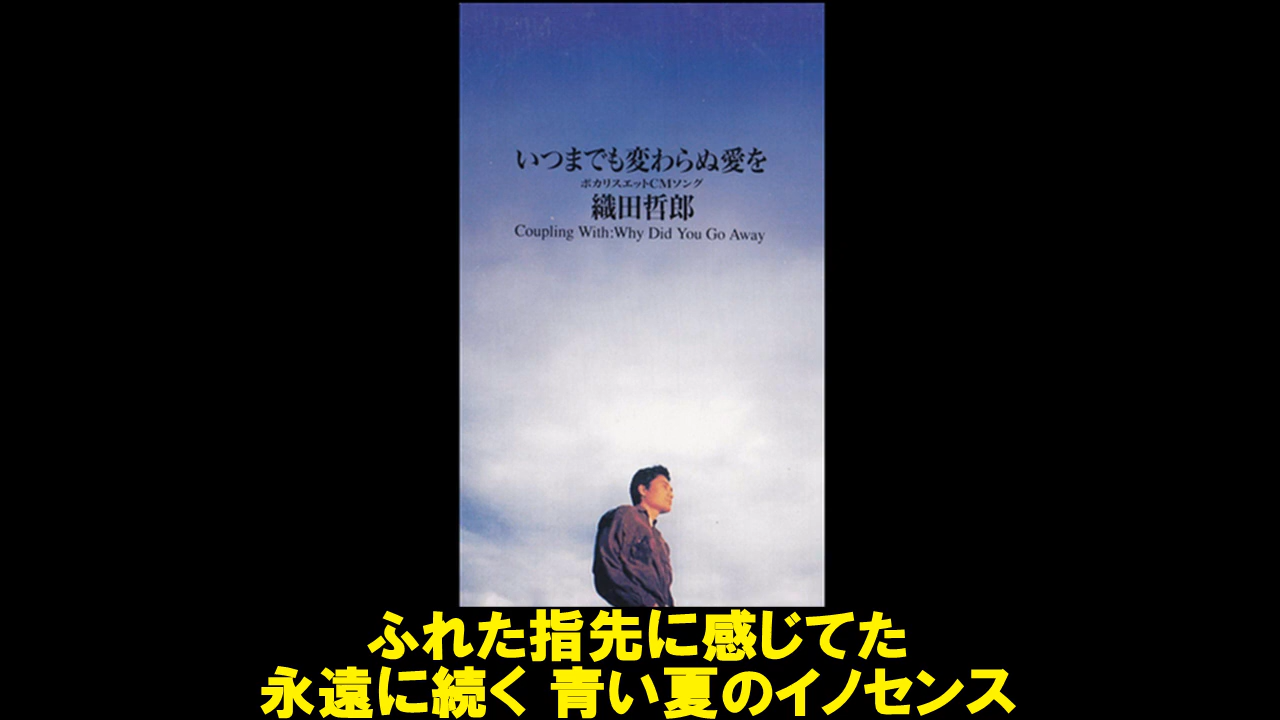 いつまでも変わらぬ愛を
ポカリスエットCMソング
織田哲郎
Coupling With:Why Did You Go Away
ふれた指先に感じてた
永遠に続く 青い夏のイノセンス